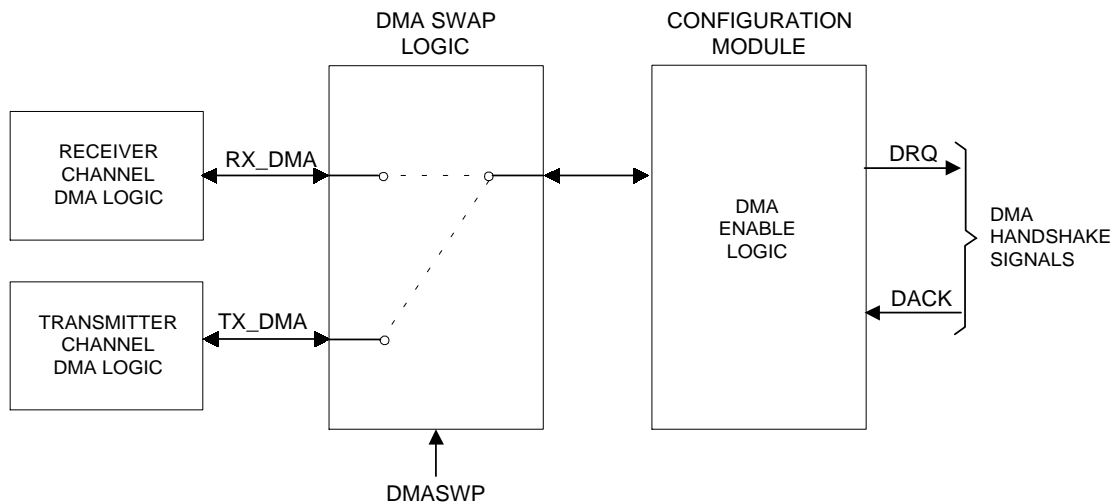 DMA SWAP
LOGIC
CONFIGURATION
MODULE
RECEIVER
CHANNEL
DMA LOGIC
RX_DMA
TRANSMITTER
CHANNEL
DMA LOGIC
TX_DMA
DMA
ENABLE
LOGIC
DRQ
DACK
DMA
HANDSHAKE
SIGNALS
DMASWP